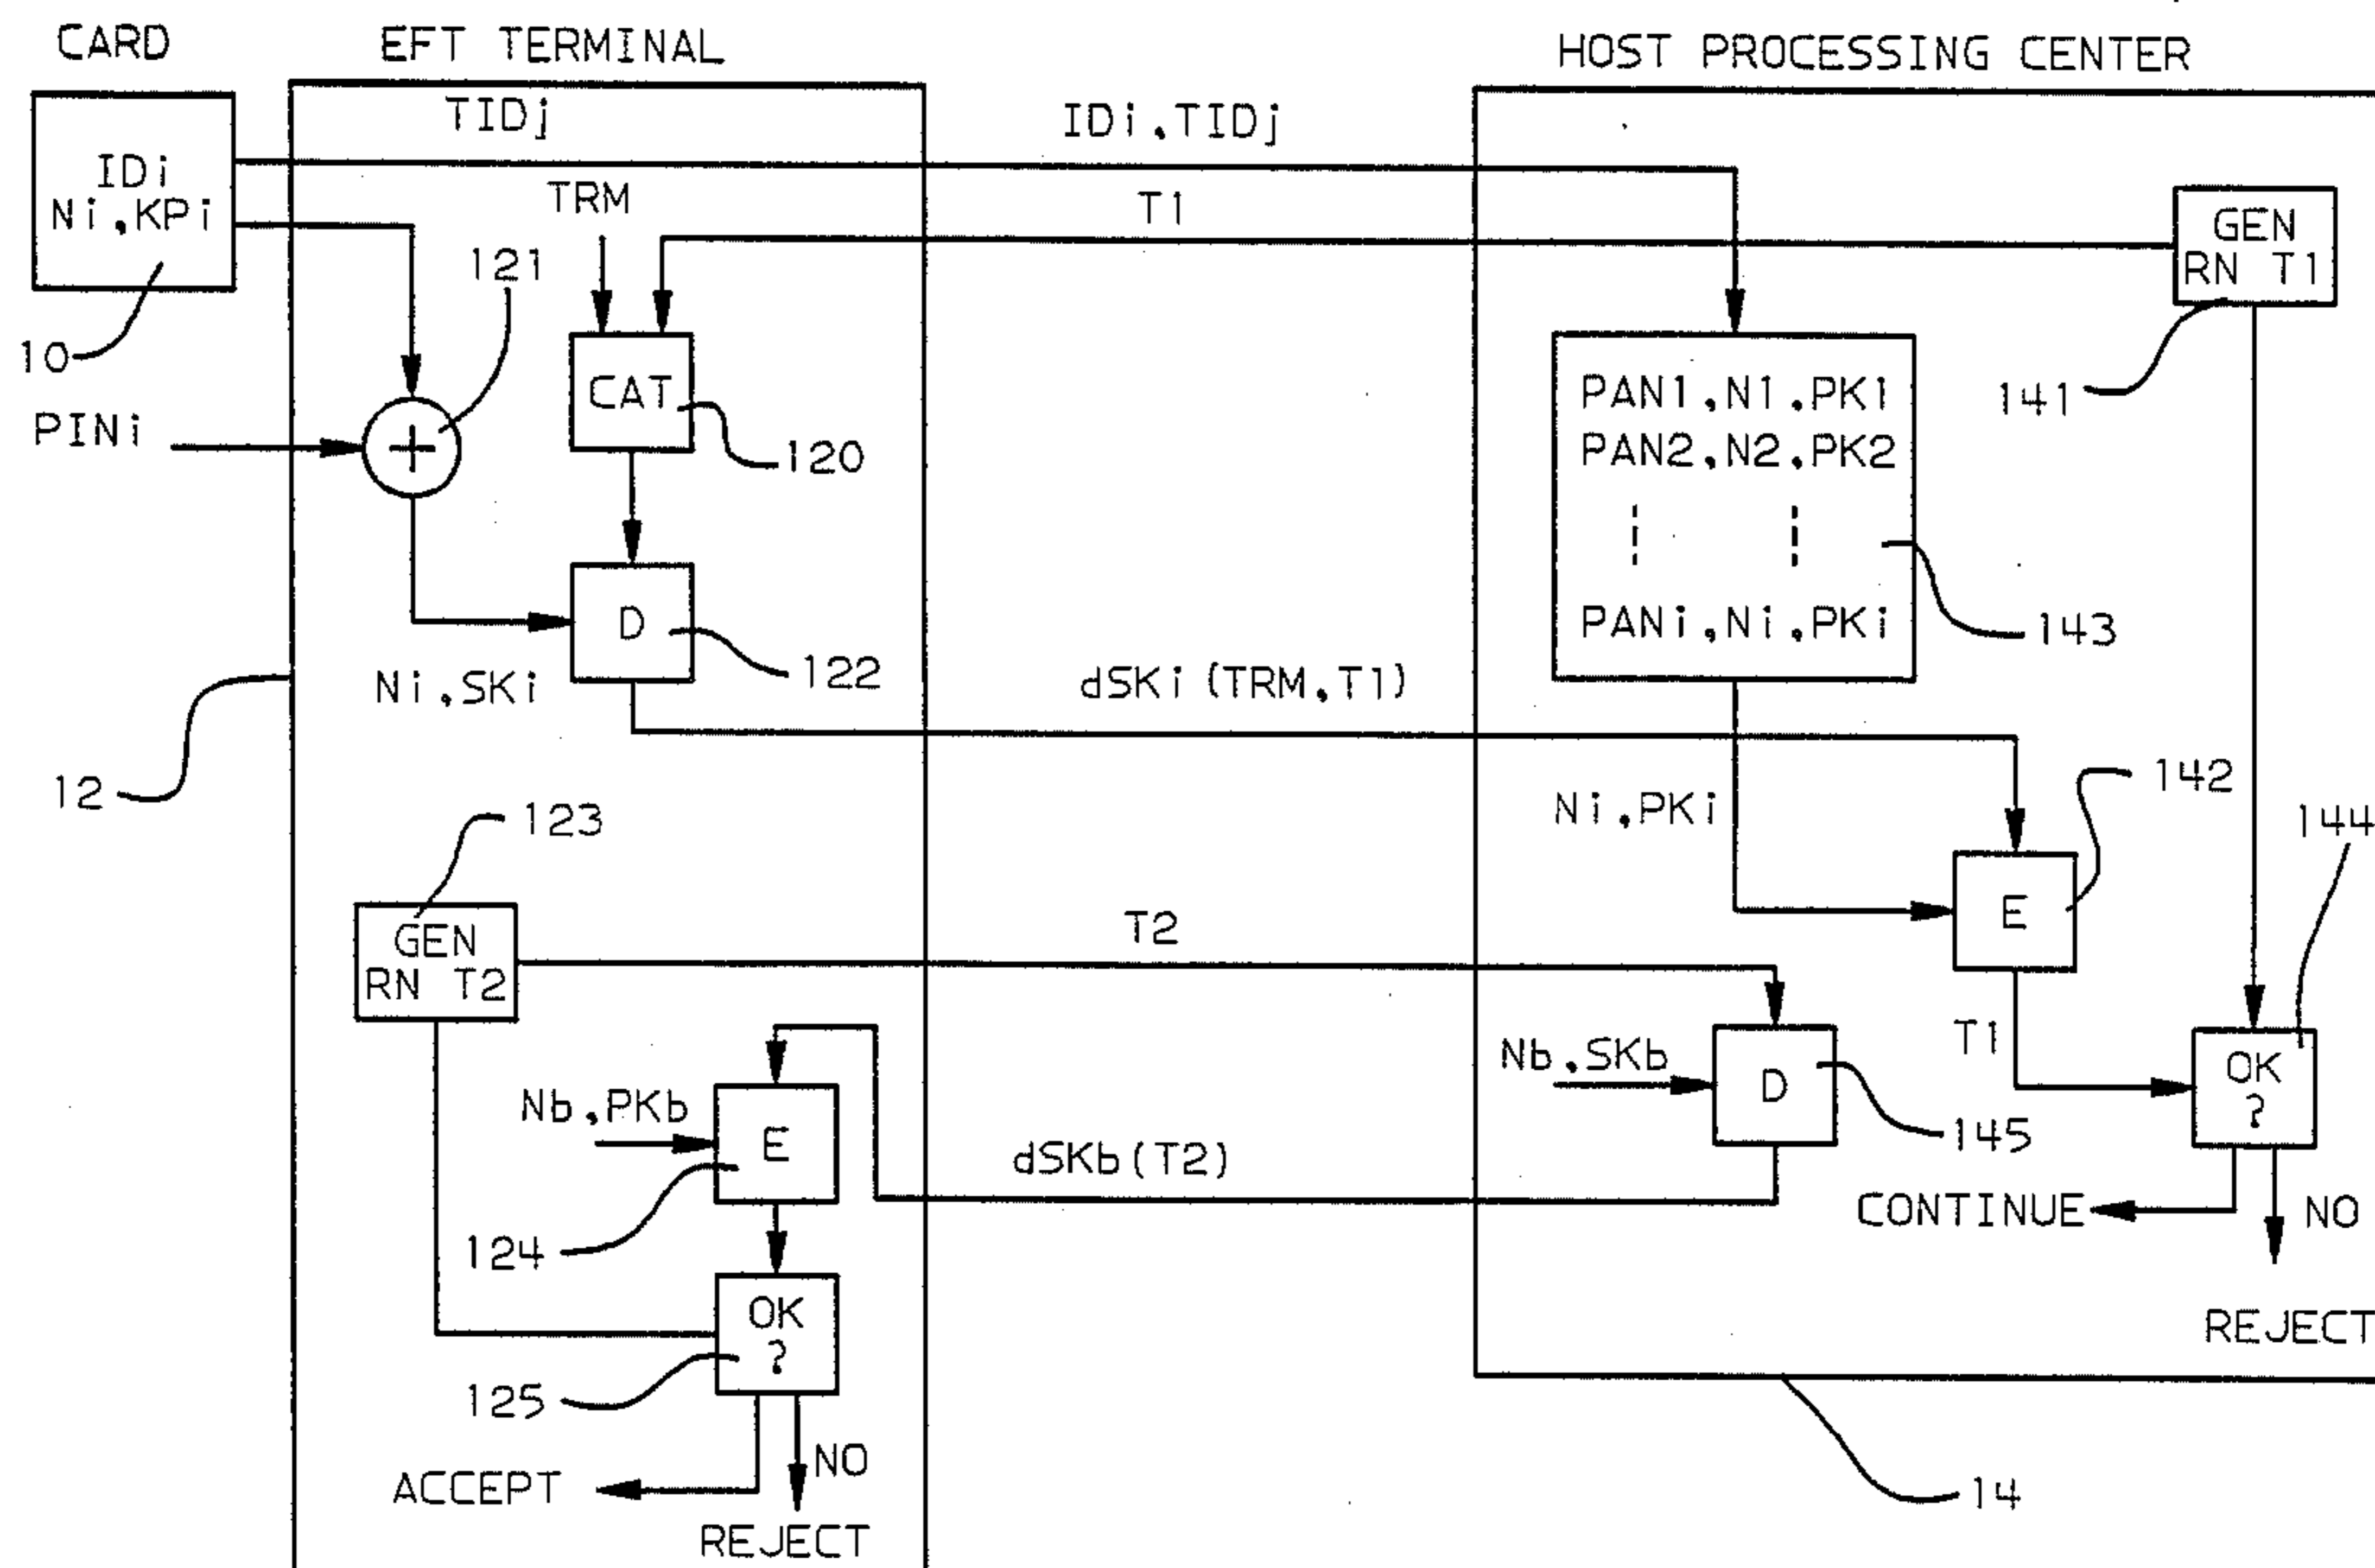 CARD
EFT TERMINAL
HOST PROCESSING CENTER
TIDj
IDi,TIDj
IDi
Ni,KPi
TRM
T1
GEN
RN T1
121
10
CAT
PAN1,N1,PK1
PAN2,N2,PK2
141
PINi
+
120
D
PANi,Ni,PKi
143
122
Ni,SKi
dSKi(TRM,T1)
12
142
Ni,PKi
144
123
E
GEN
RN T2
T2
T1
Nb,SKb
D
OK
?
Nb,PKb
E
145
dSKb(T2)
124
CONTINUE
NO
OK
?
REJECT
125
NO
ACCEPT
14
REJECT